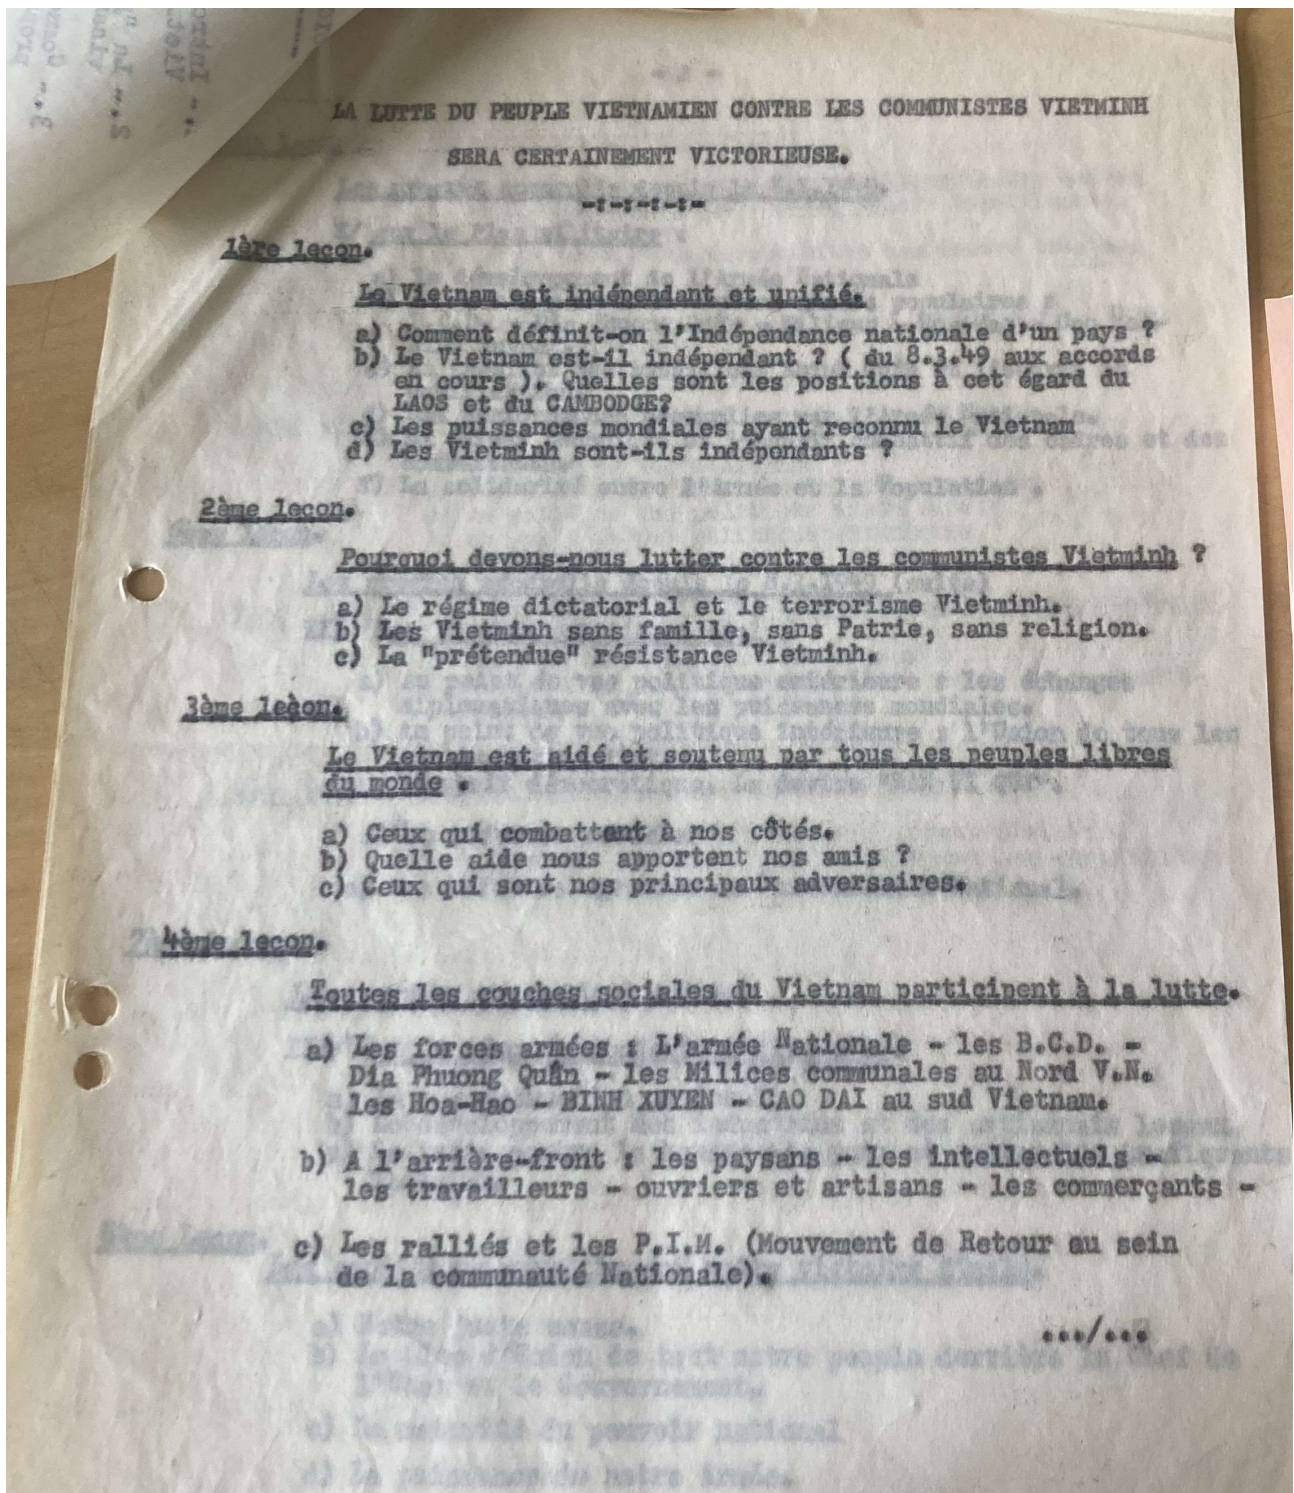 LA LUTTE DU PEUPLE VIETNAMIEN CONTRE LES COMMUNISTES VIETMINH
SERA CERTAINEMENT VICTORIEUSE.
-:-:-:-:-
1ère leçon.
Le Vietnam est indépendant et unifié.
a) Comment définit-on l'Indépendance nationale d'un pays ?
b) Le Vietnam est-il indépendant ? ( du 8.3.49 aux accords
en cours ). Quelles sont les positions à cet égard du
LAOS et du CAMBODGE?
c) Les puissances mondiales ayant reconnu le Vietnam
d) Les Vietminh sont-ils indépendants ?
2ème leçon.
Pourquoi devons-nous lutter contre les communistes Vietminh ?
a) Le régime dictatorial et le terrorisme Vietminh.
b) Les Vietminh sans famille, sans Patrie, sans religion.
c) La "prétendue" résistance Vietminh.
3ème leçon.
Le Vietnam est aidé et soutenu par tous les peuples libres
du monde .
a) Ceux qui combattent à nos côtés.
b) Quelle aide nous apportent nos amis ?
c) Ceux qui sont nos principaux adversaires.
4ème leçon.
Toutes les couches sociales du Vietnam participent à la lutte.
a) Les forces armées : L'armée Nationale - les B.C.D. -
Dia Phuong Quân - les Milices communales au Nord V.N.
les Hoa-Hao - BINH XUYEN - CAO DAI au sud Vietnam.
b) A l'arrière-front : les paysans - les intellectuels -
les travailleurs - ouvriers et artisans - les commerçants -
c) Les ralliés et les P.I.M. (Mouvement de Retour au sein
de la communauté Nationale).
.../...